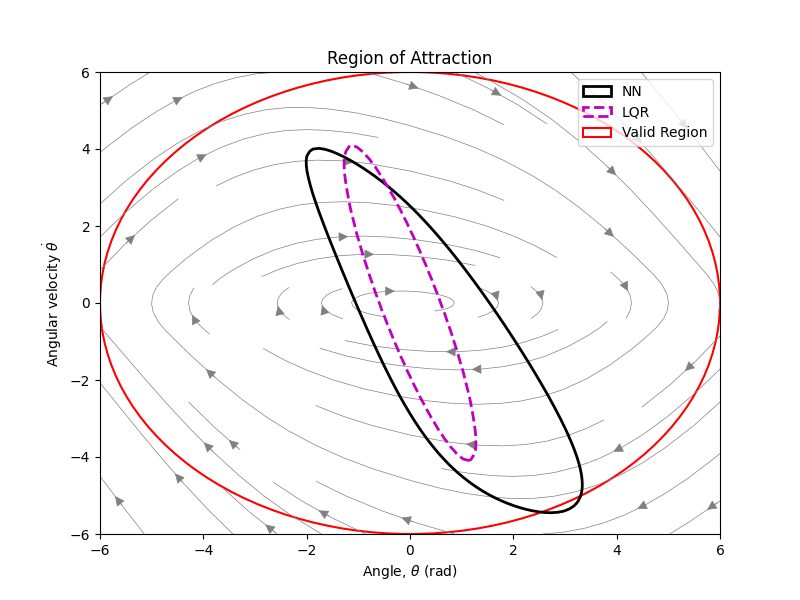 Region of Attraction
NN
LQR
Valid Region
6
4
2
0
−2
−4
−6
Angular velocity θ̇
−6
−4
−2
0
2
4
6
Angle, θ (rad)